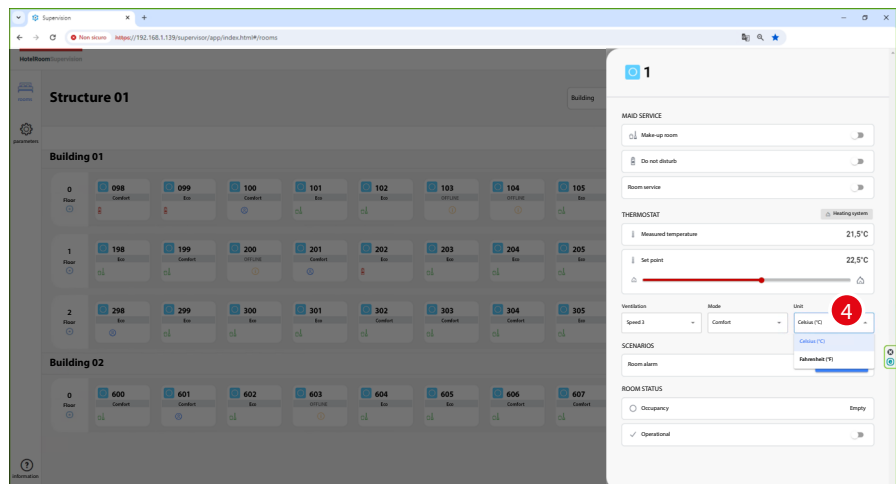 Supervision
Non sicuro https://192.168.1.139/supervisor/app/index.html#/rooms
HotelRoomSupervision
rooms
parameters
information
Structure 01
Building
Building 01
0
Floor
098
Comfort
099
Eco
100
Comfort
101
Eco
102
Eco
103
OFFLINE
104
OFFLINE
105
Eco
1
Floor
198
Eco
199
Comfort
200
OFFLINE
201
Comfort
202
Eco
203
Eco
204
Eco
205
Eco
2
Floor
298
Eco
299
Eco
300
Eco
301
Eco
302
Comfort
303
Comfort
304
Comfort
305
Eco
Building 02
0
Floor
600
Comfort
601
Comfort
602
Eco
603
OFFLINE
604
Eco
605
Eco
606
Comfort
607
Comfort
1
MAID SERVICE
Make-up room
Do not disturb
Room service
THERMOSTAT
Heating system
Measured temperature
21,5°C
Set point
22,5°C
Ventilation
Mode
Unit
Speed 3
Comfort
Celsius (°C)
4
Celsius (°C)
Fahrenheit (°F)
SCENARIOS
Room alarm
ROOM STATUS
Occupancy
Empty
Operational